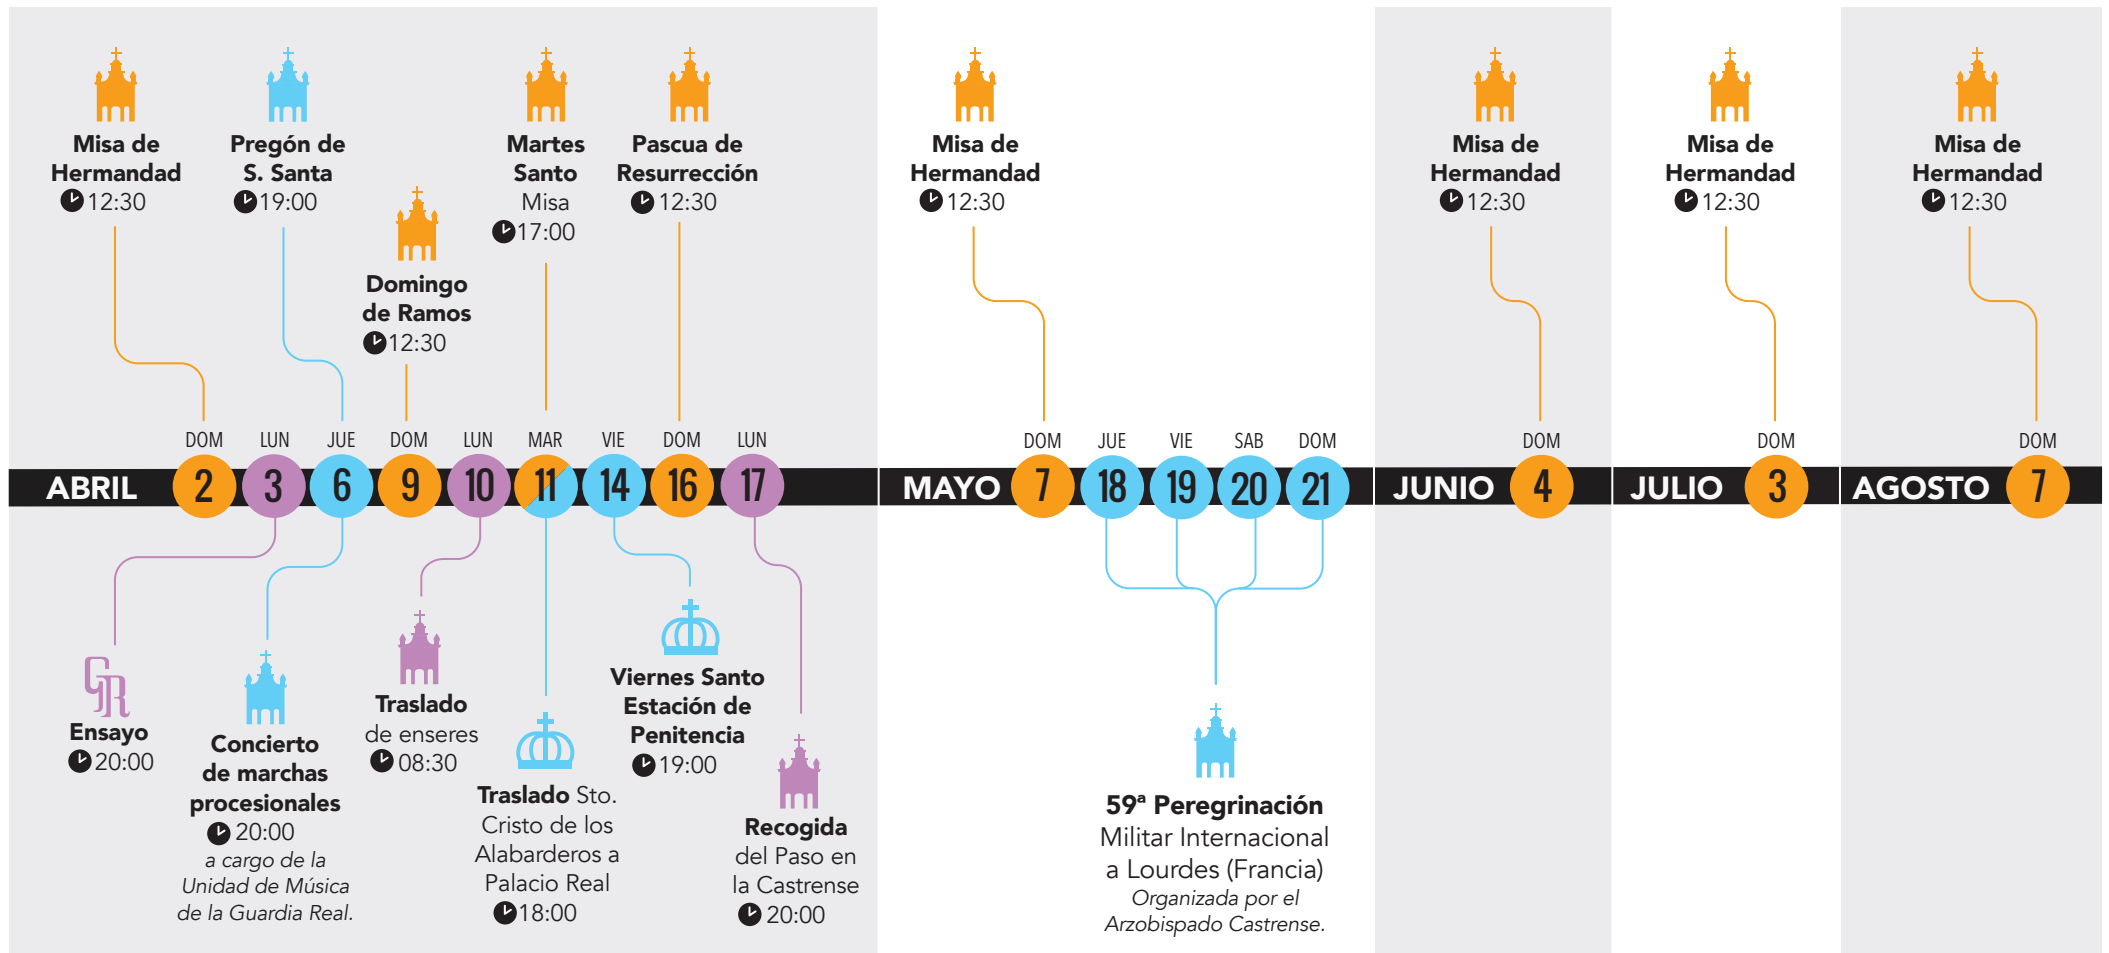 Misa de
Hermandad
12:30
Pregón de
S. Santa
19:00
Domingo
de Ramos
12:30
Martes
Santo
Misa
17:00
Pascua de
Resurrección
12:30
Misa de
Hermandad
12:30
Misa de
Hermandad
12:30
Misa de
Hermandad
12:30
Misa de
Hermandad
12:30
DOM LUN JUE DOM LUN MAR VIE DOM LUN
ABRIL 2 3 6 9 10 11 14 16 17
DOM JUE VIE SAB DOM
MAYO 7 18 19 20 21
DOM
JUNIO 4
DOM
JULIO 3
DOM
AGOSTO 7
GR
Ensayo
20:00
Concierto
de marchas
procesionales
20:00
a cargo de la
Unidad de Música
de la Guardia Real.
Traslado
de enseres
08:30
Traslado Sto.
Cristo de los
Alabarderos a
Palacio Real
18:00
Viernes Santo
Estación de
Penitencia
19:00
Recogida
del Paso en
la Castrense
20:00
59ª Peregrinación
Militar Internacional
a Lourdes (Francia)
Organizada por el
Arzobispado Castrense.